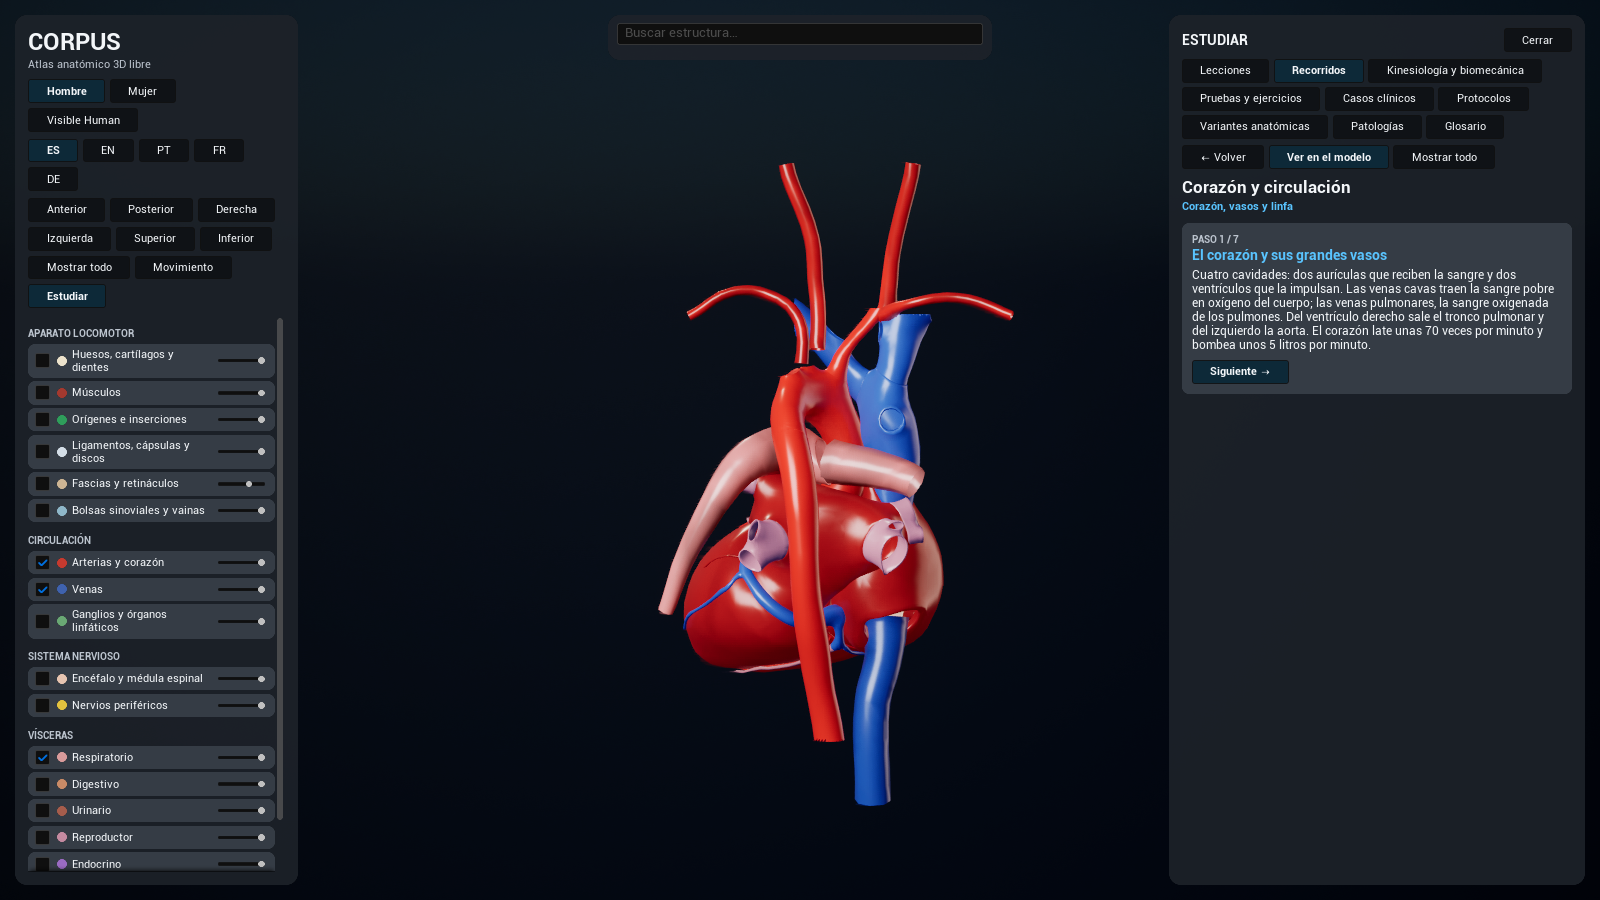 CORPUS
Atlas anatómico 3D libre
Hombre
Mujer
Visible Human
ES
EN
PT
FR
DE
Anterior
Posterior
Derecha
Izquierda
Superior
Inferior
Mostrar todo
Movimiento
Estudiar
APARATO LOCOMOTOR
Huesos, cartílagos y
dientes
Músculos
Orígenes e inserciones
Ligamentos, cápsulas y
discos
Fascias y retináculos
Bolsas sinoviales y vainas
CIRCULACIÓN
Arterias y corazón
Venas
Ganglios y órganos
linfáticos
SISTEMA NERVIOSO
Encéfalo y médula espinal
Nervios periféricos
VÍSCERAS
Respiratorio
Digestivo
Urinario
Reproductor
Endocrino
Buscar estructura...
ESTUDIAR
Cerrar
Lecciones
Recorridos
Kinesiología y biomecánica
Pruebas y ejercicios
Casos clínicos
Protocolos
Variantes anatómicas
Patologías
Glosario
← Volver
Ver en el modelo
Mostrar todo
Corazón y circulación
Corazón, vasos y linfa
PASO 1 / 7
El corazón y sus grandes vasos
Cuatro cavidades: dos aurículas que reciben la sangre y dos
ventrículos que la impulsan. Las venas cavas traen la sangre pobre
en oxígeno del cuerpo; las venas pulmonares, la sangre oxigenada
de los pulmones. Del ventrículo derecho sale el tronco pulmonar y
del izquierdo la aorta. El corazón late unas 70 veces por minuto y
bombea unos 5 litros por minuto.
Siguiente →